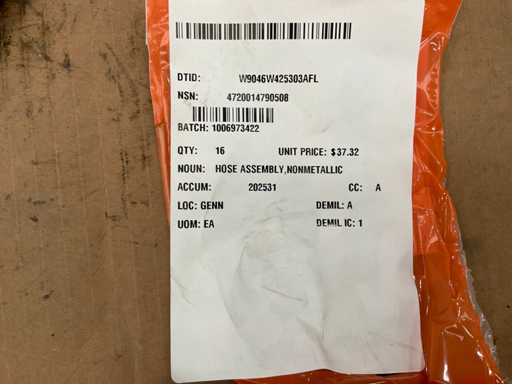 DTID: W9046W425303AFL
NSN: 4720014790508
BATCH: 1006973422
QTY: 16 UNIT PRICE: $37.32
NOUN: HOSE ASSEMBLY,NONMETALLIC
ACCUM: 202531 CC: A
LOC: GENN DEMIL: A
UOM: EA DEMIL IC: 1